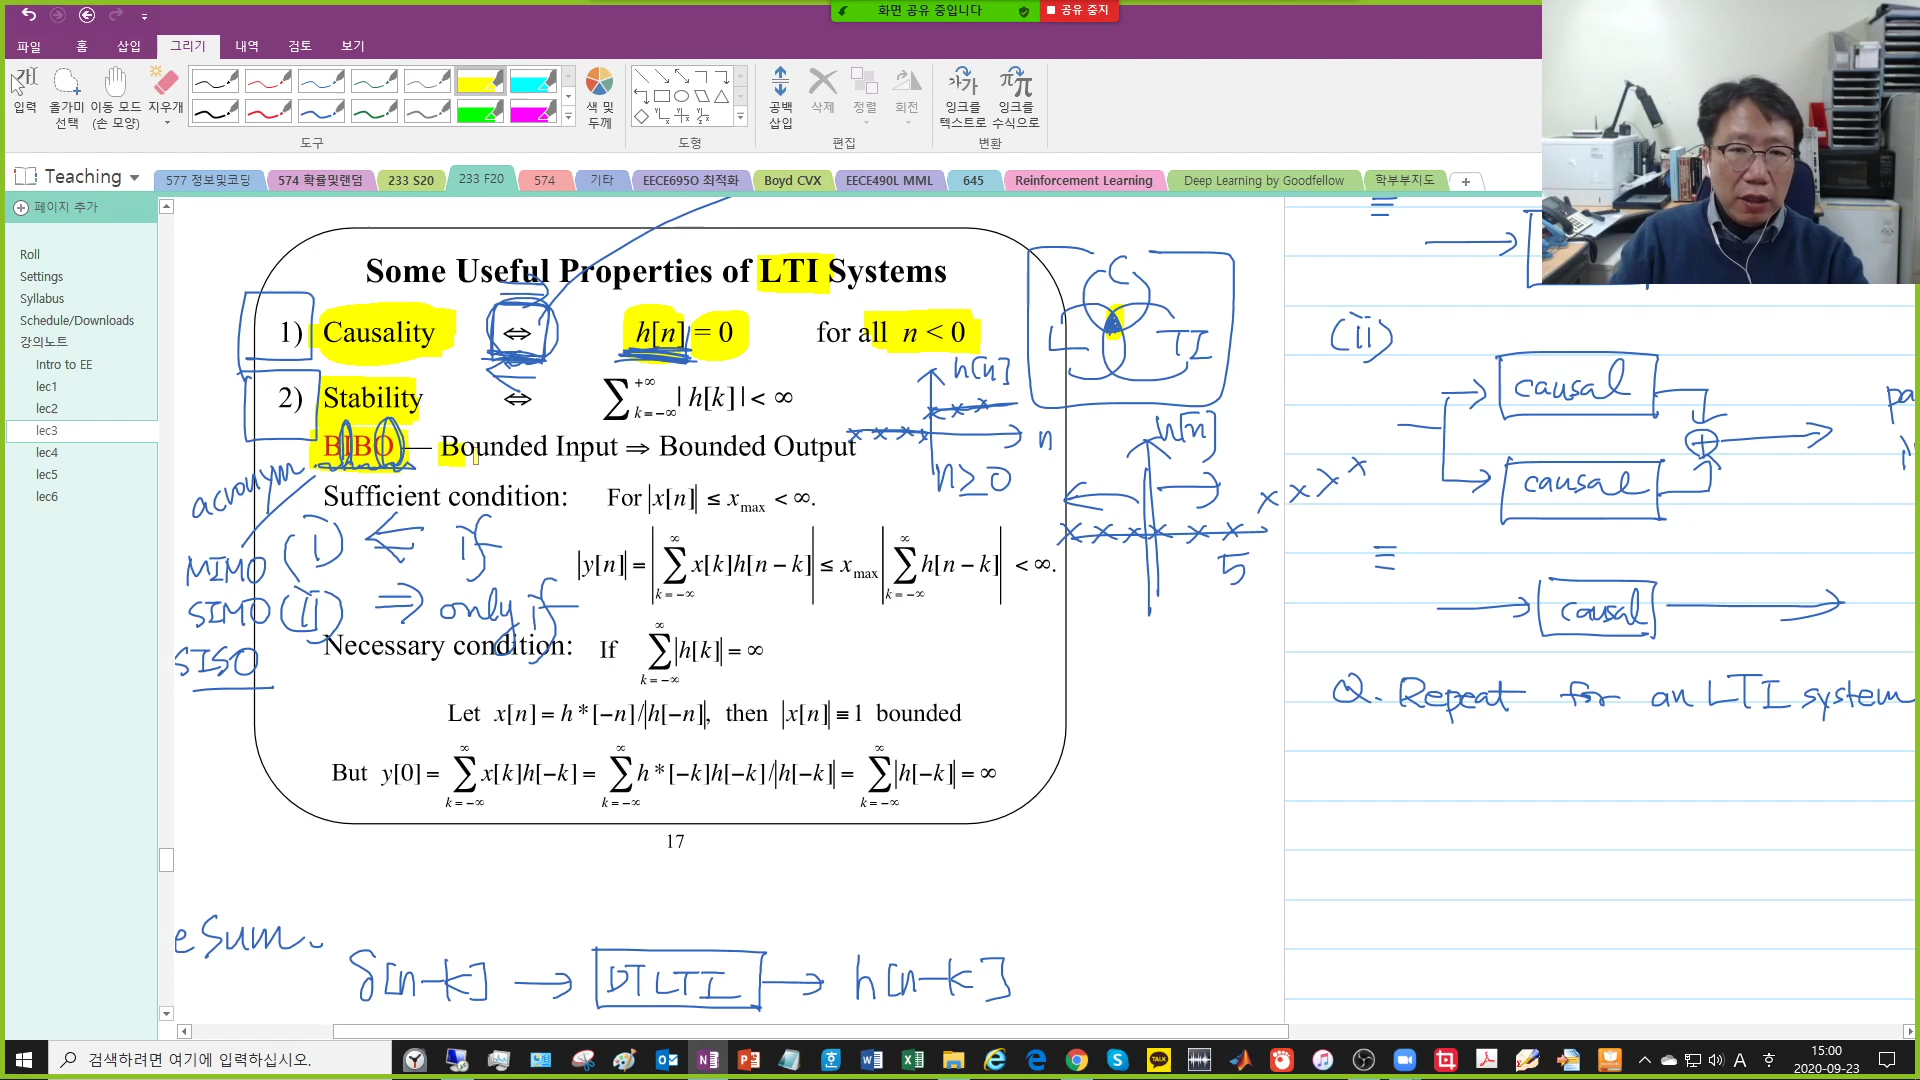 화면 공유 중입니다 공유 중지
파일 홈 삽입 그리기 내역 검토 보기
입력 올가미 선택 이동 모드 (손 모양) 지우개 색 및 두께 공백 삽입 삭제 정렬 회전 잉크를 텍스트로 잉크를 수식으로
도구 도형 편집 변환
Teaching 577 정보및코딩 574 확률및랜덤 233 S20 233 F20 574 기타 EECE695O 최적화 Boyd CVX EECE490L MML 645 Reinforcement Learning Deep Learning by Goodfellow 학부부지도
페이지 추가
Roll
Settings
Syllabus
Schedule/Downloads
강의노트
Intro to EE
lec1
lec2
lec3
lec4
lec5
lec6
Some Useful Properties of LTI Systems
1) Causality ⇔ h[n] = 0 for all n < 0
2) Stability ⇔ ∑_{k=-∞}^{+∞} | h[k] | < ∞
BIBO — Bounded Input ⇒ Bounded Output
Sufficient condition: For |x[n]| ≤ x_max < ∞.
|y[n]| = |∑_{k=-∞}^{∞} x[k]h[n − k]| ≤ x_max |∑_{k=-∞}^{∞} h[n − k]| < ∞.
Necessary condition: If ∑_{k=-∞}^{∞} |h[k]| = ∞
Let x[n] = h*[−n]/|h[−n]|, then |x[n]| ≡ 1 bounded
But y[0] = ∑_{k=-∞}^{∞} x[k]h[−k] = ∑_{k=-∞}^{∞} h*[−k]h[−k]/|h[−k]| = ∑_{k=-∞}^{∞} |h[−k]| = ∞
17
acronym
MIMO
SIMO
SISO
(i) ⇐ if
(ii) ⇒ only if
h[n]
n
n≥0
C
L
TI
h[n]
5
eSum.
δ[n-k] → DT LTI → h[n-k]
≡
(ii)
causal
causal
+
≡
causal
Q. Repeat for an LTI system
검색하려면 여기에 입력하십시오.
TALK
A
15:00
2020-09-23